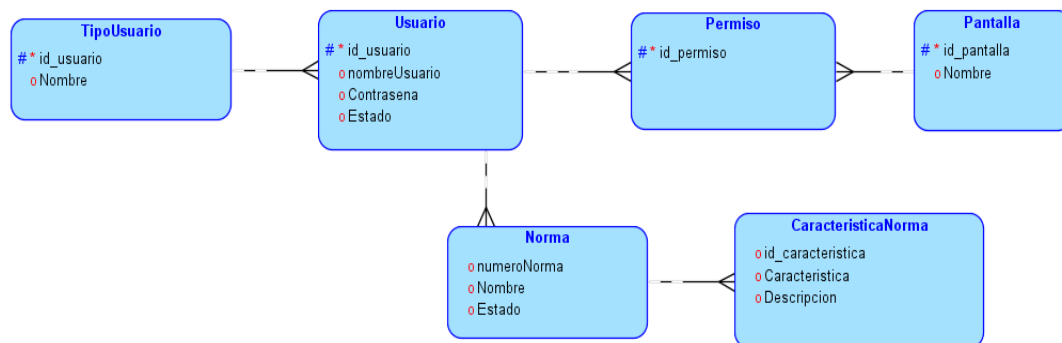 TipoUsuario
# * id_usuario
o Nombre
Usuario
# * id_usuario
o nombreUsuario
o Contrasena
o Estado
Permiso
# * id_permiso
Pantalla
# * id_pantalla
o Nombre
Norma
o numeroNorma
o Nombre
o Estado
CaracteristicaNorma
o id_caracteristica
o Caracteristica
o Descripcion